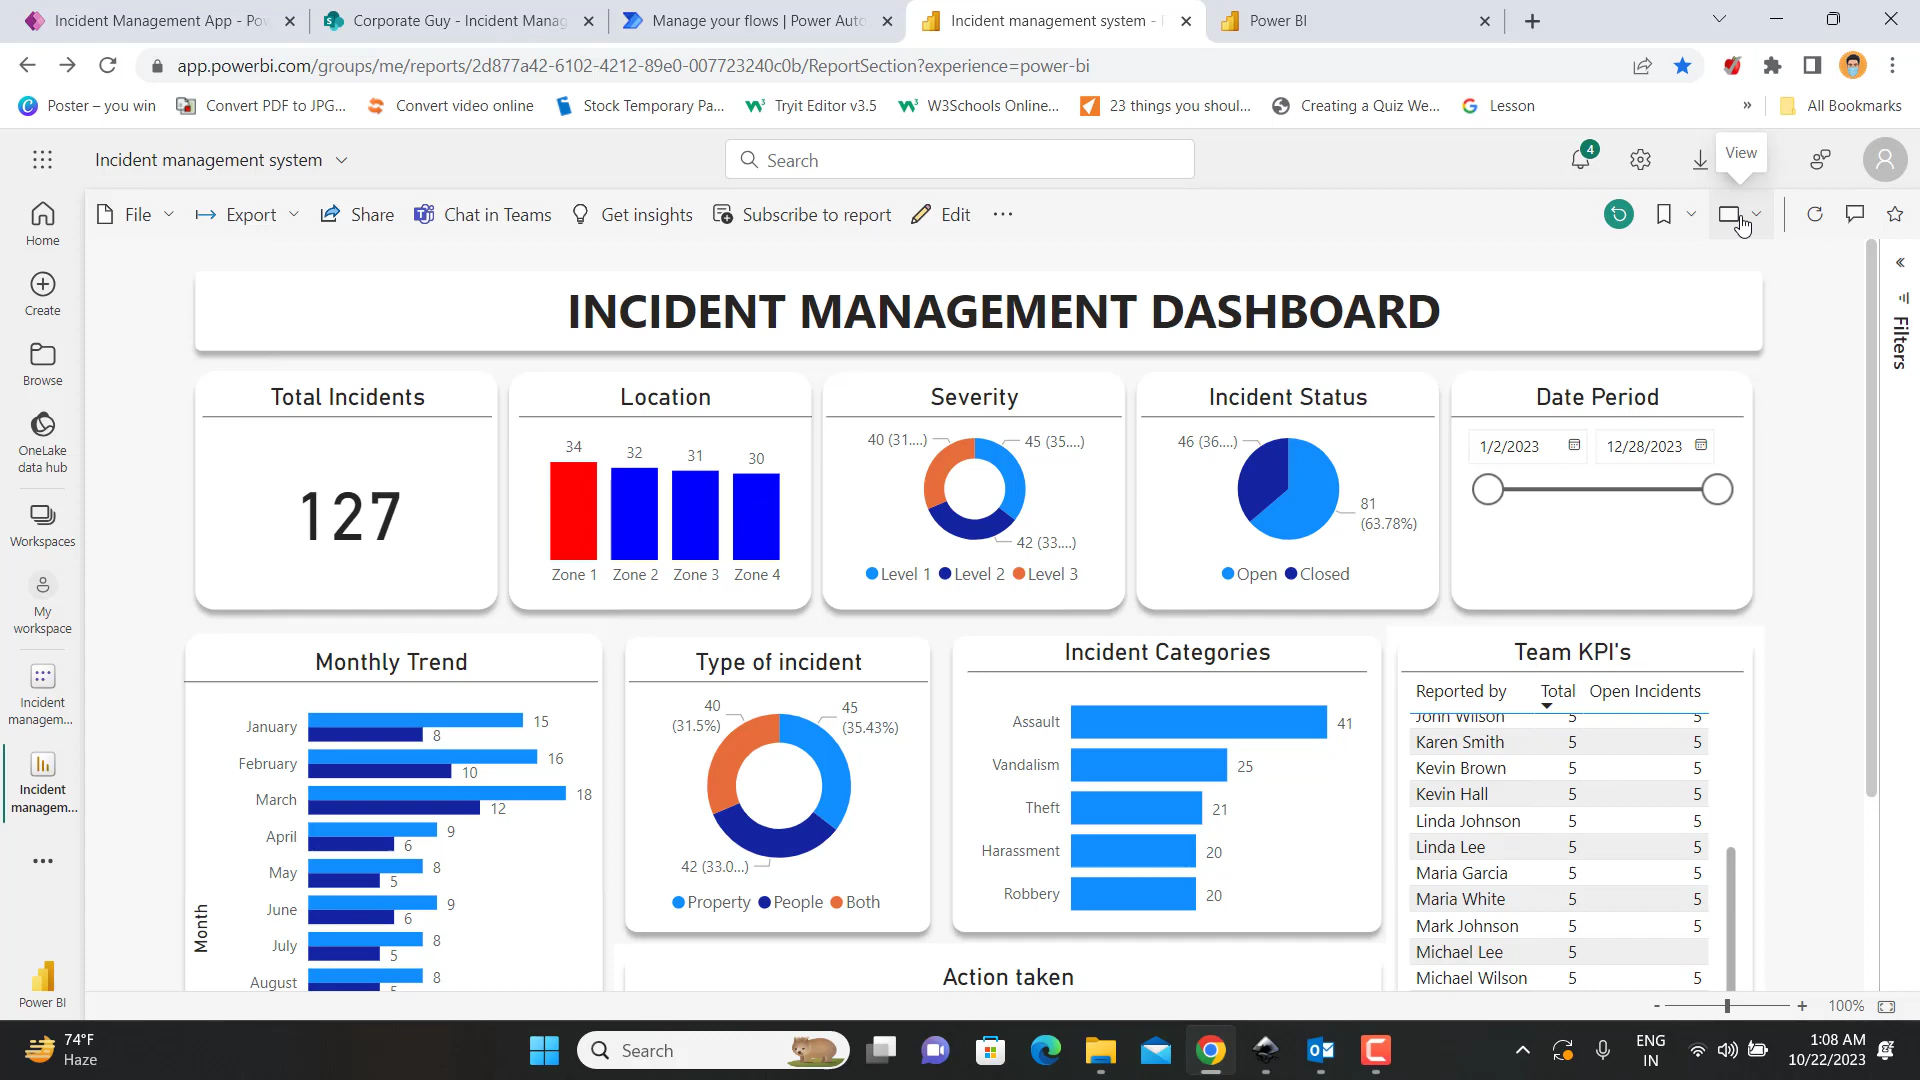 Incident Management App - Po
Corporate Guy - Incident Manag
Manage your flows | Power Auto
Incident management system -
Power BI
app.powerbi.com/groups/me/reports/2d877a42-6102-4212-89e0-007723240c0b/ReportSection?experience=power-bi
Poster – you win
Convert PDF to JPG...
Convert video online
Stock Temporary Pa...
Tryit Editor v3.5
W3Schools Online...
23 things you shoul...
Creating a Quiz We...
Lesson
»
All Bookmarks
Incident management system
Search
4
View
File
Export
Share
Chat in Teams
Get insights
Subscribe to report
Edit
Home
Create
Browse
OneLake
data hub
Workspaces
My
workspace
Incident
managem...
Incident
managem...
Power BI
Filters
INCIDENT MANAGEMENT DASHBOARD
Total Incidents
127
Location
34
32
31
30
Zone 1 Zone 2 Zone 3 Zone 4
Severity
40 (31....)
45 (35....)
42 (33....)
Level 1 Level 2 Level 3
Incident Status
46 (36....)
81
(63.78%)
Open Closed
Date Period
1/2/2023
12/28/2023
Monthly Trend
Month
January 15
8
February 16
10
March 18
12
April 9
6
May 8
5
June 9
6
July 8
5
August 8
5
Type of incident
40
(31.5%)
45
(35.43%)
42 (33.0...)
Property People Both
Incident Categories
Assault 41
Vandalism 25
Theft 21
Harassment 20
Robbery 20
Action taken
Team KPI's
Reported by Total Open Incidents
John Wilson 5 5
Karen Smith 5 5
Kevin Brown 5 5
Kevin Hall 5 5
Linda Johnson 5 5
Linda Lee 5 5
Maria Garcia 5 5
Maria White 5 5
Mark Johnson 5 5
Michael Lee 5
Michael Wilson 5 5
- + 100%
74°F
Haze
Search
ENG
IN
1:08 AM
10/22/2023